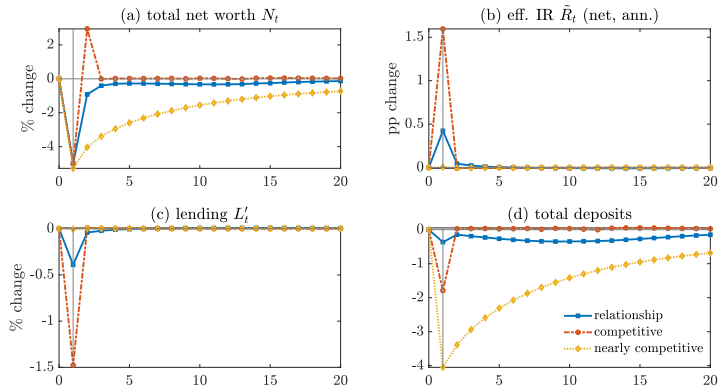 (a) total net worth Nₜ
(b) eff. IR R̃ₜ (net, ann.)
% change
2
0
-2
-4
0 5 10 15 20
pp change
1.5
1
0.5
0
0 5 10 15 20
(c) lending L′ₜ
(d) total deposits
% change
0
-0.5
-1
-1.5
0 5 10 15 20
0
-1
-2
-3
-4
0 5 10 15 20
relationship
competitive
nearly competitive